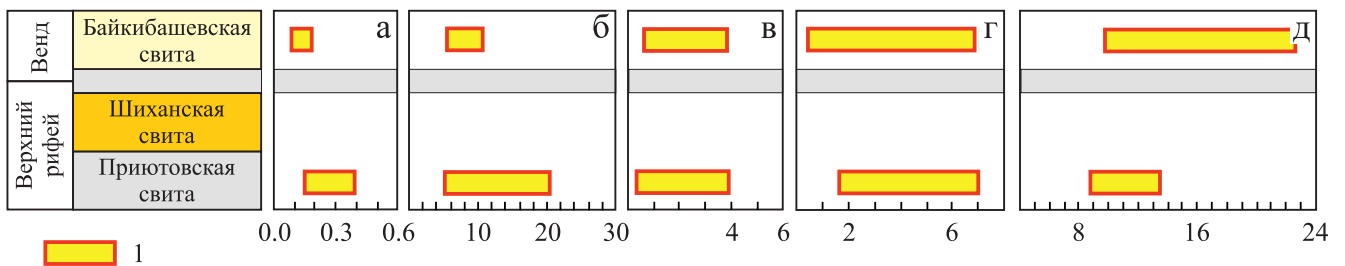 Венд
Байкибашевская
свита
Верхний
рифей
Шиханская
свита
Приютовская
свита
а
б
в
г
д
0.0 0.3 0.6
10 20 30
4 6
2 6
8 16 24
1